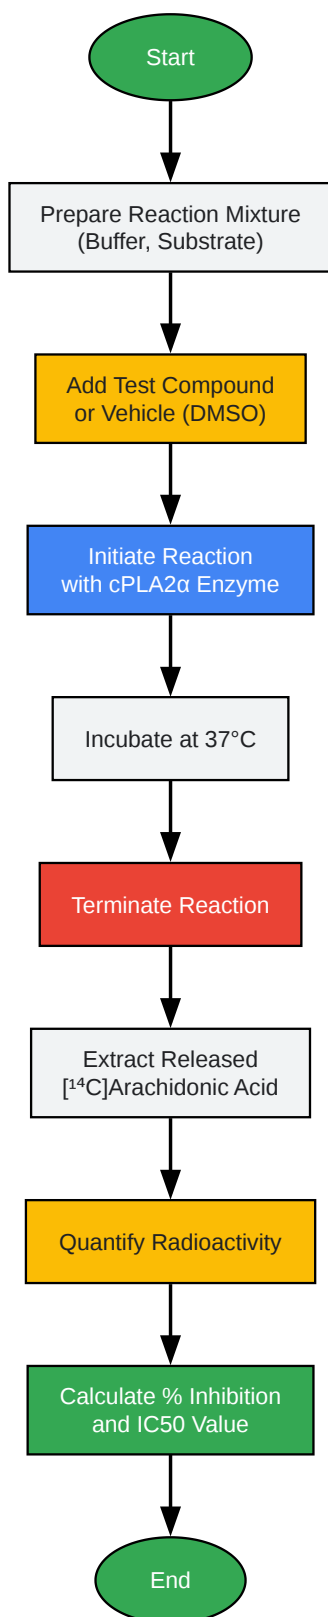 Start
Prepare Reaction Mixture
(Buffer, Substrate)
Add Test Compound
or Vehicle (DMSO)
Initiate Reaction
with cPLA2α Enzyme
Incubate at 37°C
Terminate Reaction
Extract Released
[¹⁴C]Arachidonic Acid
Quantify Radioactivity
Calculate % Inhibition
and IC50 Value
End